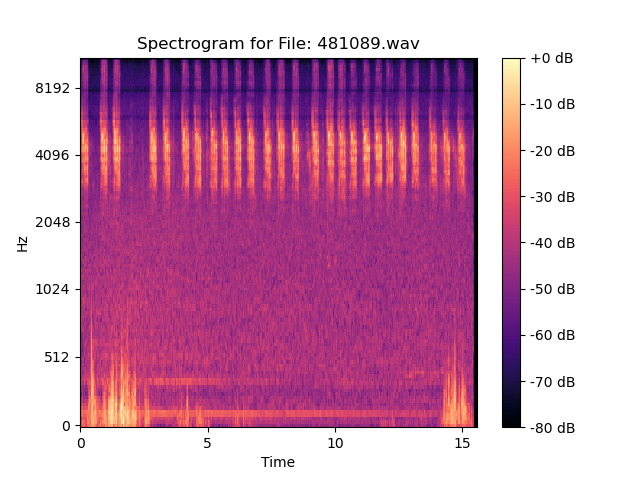 Spectrogram for File: 481089.wav
8192
4096
2048
1024
512
0
Hz
0
5
10
15
Time
+0 dB
-10 dB
-20 dB
-30 dB
-40 dB
-50 dB
-60 dB
-70 dB
-80 dB